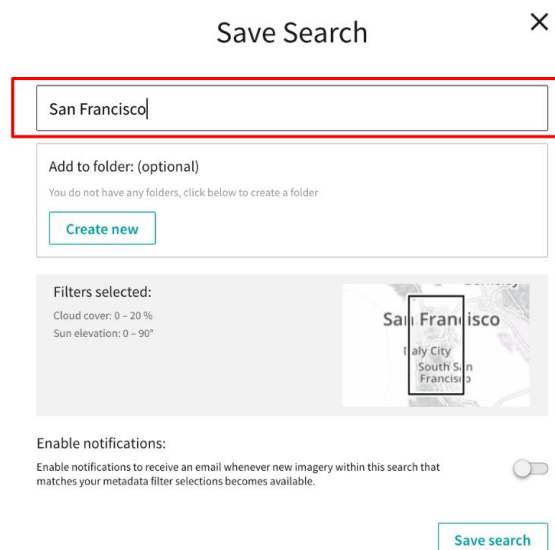 Save Search
San Francisco
Add to folder: (optional)
You do not have any folders, click below to create a folder
Create new
Filters selected:
Cloud cover: 0 – 20 %
Sun elevation: 0 – 90°
San Francisco
Daly City
South San
Francisco
Enable notifications:
Enable notifications to receive an email whenever new imagery within this search that
matches your metadata filter selections becomes available.
Save search